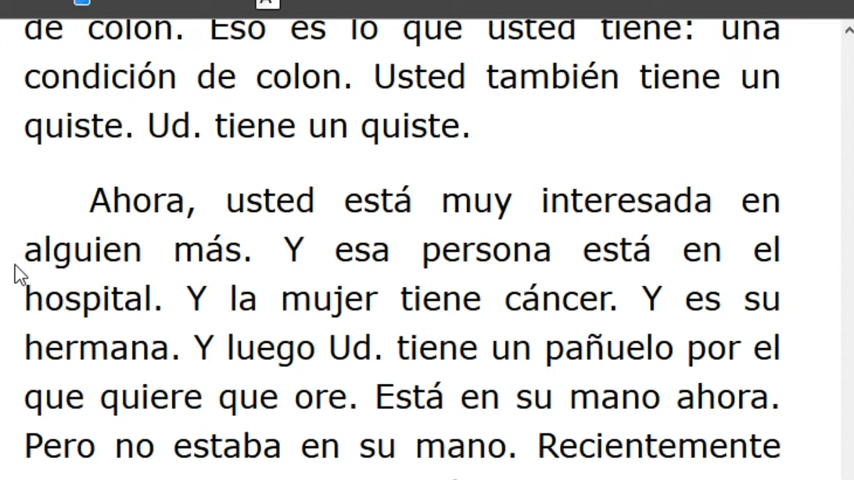 de colon. Eso es lo que usted tiene: una
condición de colon. Usted también tiene un
quiste. Ud. tiene un quiste.
Ahora, usted está muy interesada en
alguien más. Y esa persona está en el
hospital. Y la mujer tiene cáncer. Y es su
hermana. Y luego Ud. tiene un pañuelo por el
que quiere que ore. Está en su mano ahora.
Pero no estaba en su mano. Recientemente